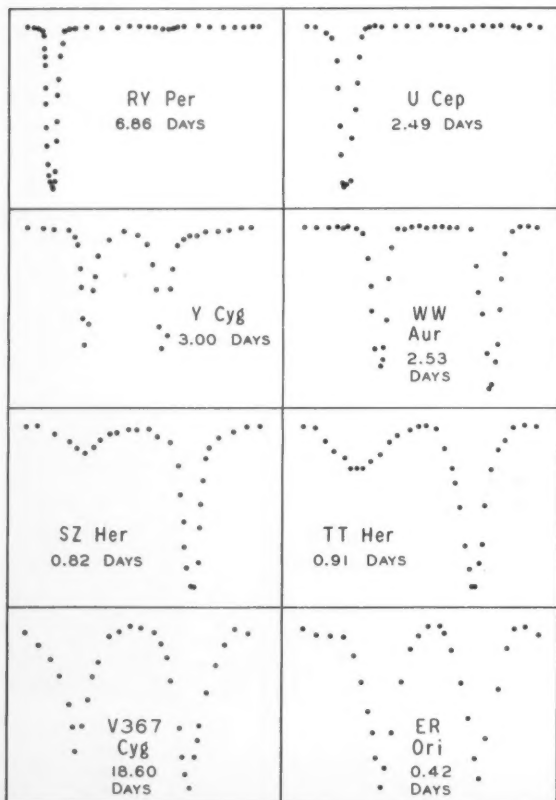 RY Per
6.86 DAYS
U Cep
2.49 DAYS
Y Cyg
3.00 DAYS
WW
Aur
2.53
DAYS
SZ Her
0.82 DAYS
TT Her
0.91 DAYS
V367
Cyg
18.60
DAYS
ER
Ori
0.42
DAYS